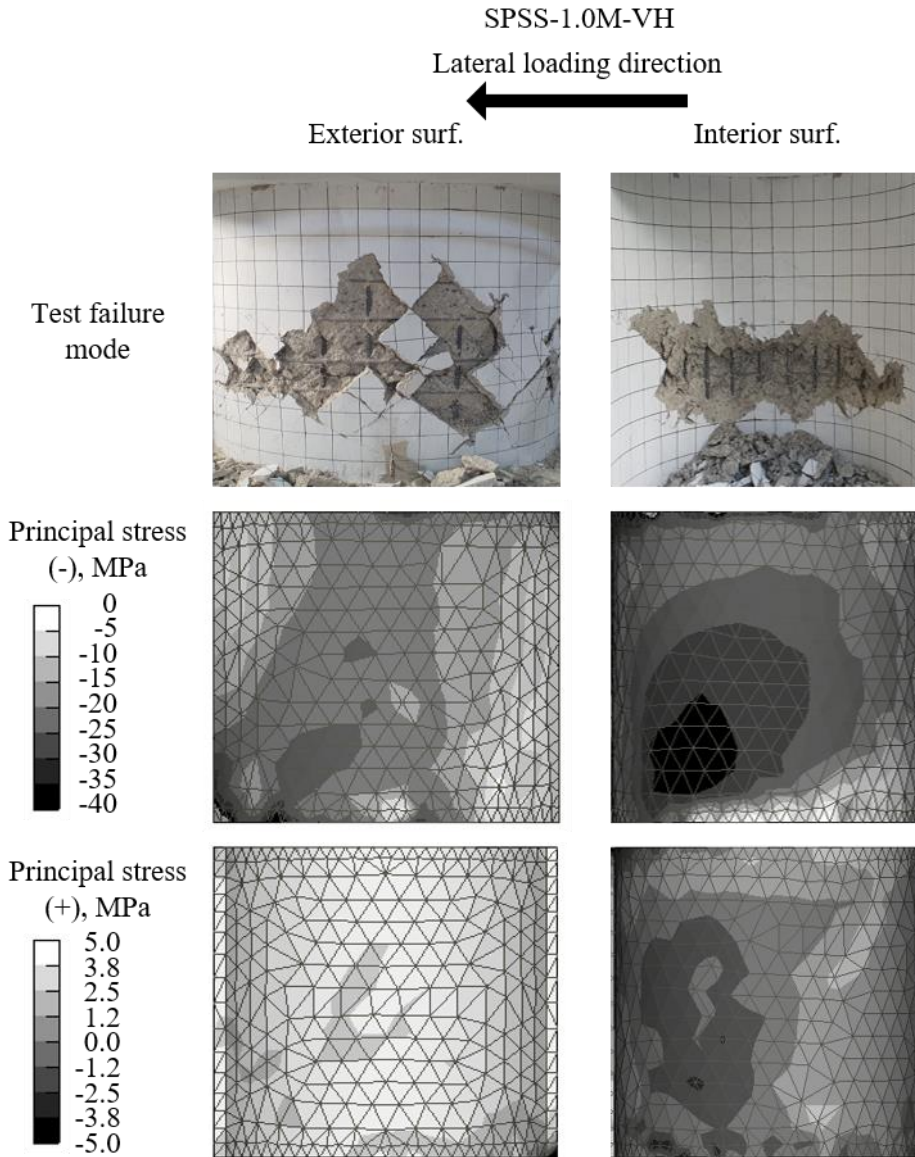 SPSS-1.0M-VH
Lateral loading direction
Exterior surf.
Interior surf.
Test failure
mode
Principal stress
(-), MPa
0
-5
-10
-15
-20
-25
-30
-35
-40
Principal stress
(+), MPa
5.0
3.8
2.5
1.2
0.0
-1.2
-2.5
-3.8
-5.0